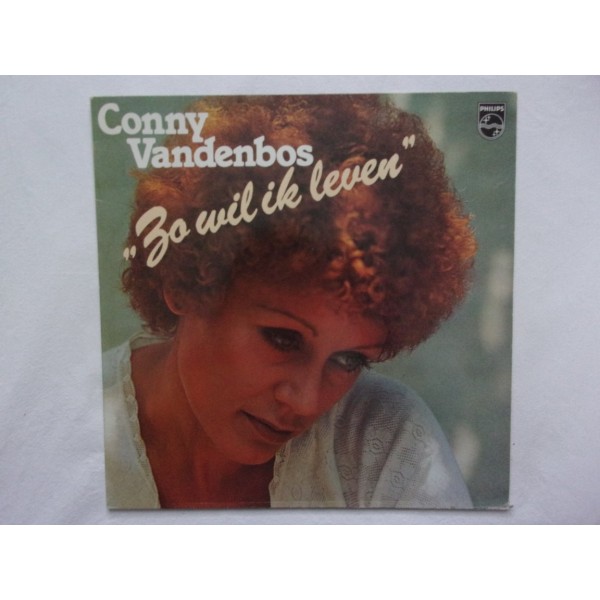 Conny
Vandenbos
"Zo wil ik leven"
PHILIPS